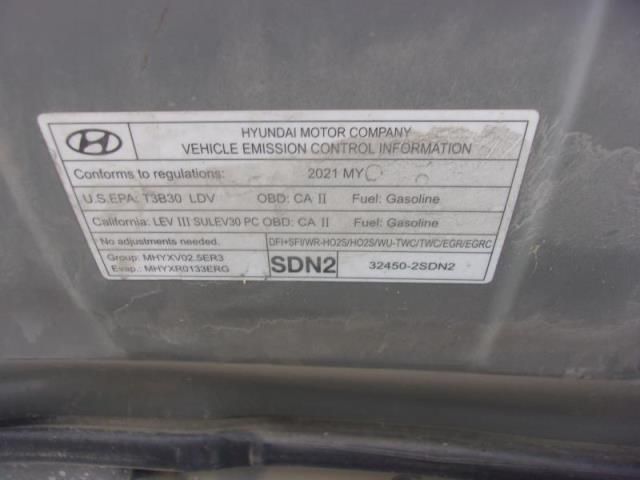 HYUNDAI MOTOR COMPANY
VEHICLE EMISSION CONTROL INFORMATION
Conforms to regulations: 2021 MY
U.S.EPA: T3B30 LDV OBD: CA II Fuel: Gasoline
California: LEV III SULEV30 PC OBD: CA II Fuel: Gasoline
No adjustments needed. DFI+SFI/WR-HO2S/HO2S/WU-TWC/TWC/EGR/EGRC
Group: MHYXV02.5ER3
Evap: MHYXR0133ERG
SDN2 32450-2SDN2